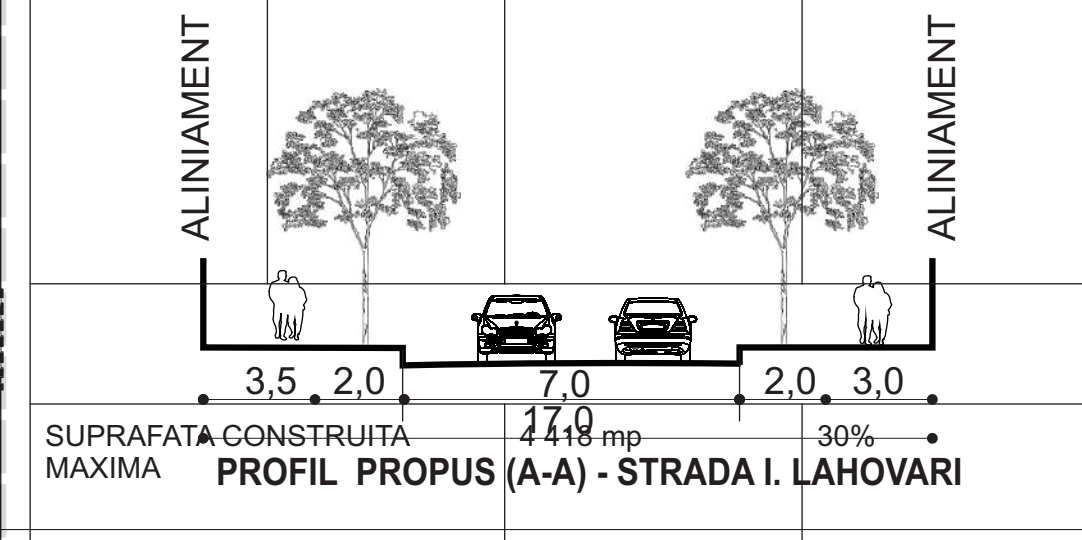 ALINIAMENT
ALINIAMENT
3,5 2,0 7,0 2,0 3,0
17,0
SUPRAFATA CONSTRUITA 4 418 mp 30%
MAXIMA
PROFIL PROPUS (A-A) - STRADA I. LAHOVARI